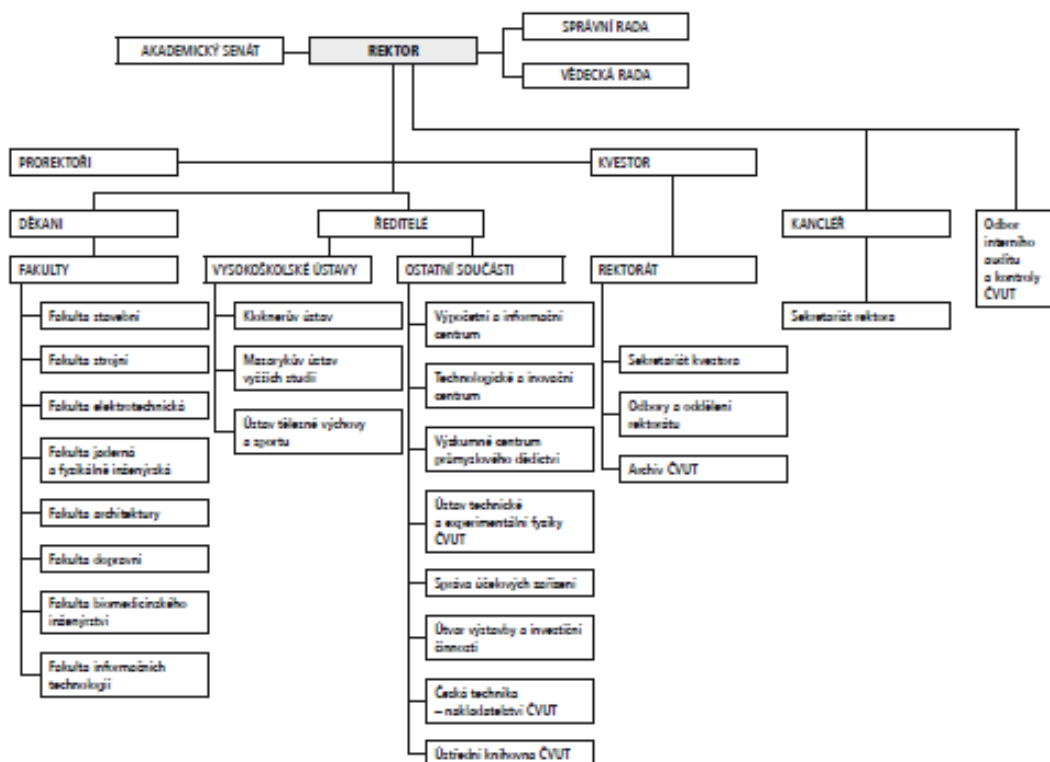 SPRÁVNÍ RADA
AKADEMICKÝ SENÁT
REKTOR
VĚDECKÁ RADA
PROREKTOŘI
KVESTOR
DĚKANI
ŘEDITELÉ
KANCLÉŘ
Odbor
interního
auditu
a kontroly
ČVUT
FAKULTY
VYSOKOŠKOLSKÉ ÚSTAVY
OSTATNÍ SOUČÁSTI
REKTORÁT
Fakulta stavební
Fakulta strojní
Fakulta elektrotechnická
Fakulta jaderná
a fyzikálně inženýrská
Fakulta architektury
Fakulta dopravní
Fakulta biomedicínského
inženýrství
Fakulta informačních
technologií
Kloknerův ústav
Masarykův ústav
vyšších studií
Ústav tělesné výchovy
a sportu
Výpočetní a informační
centrum
Technologické a inovační
centrum
Výzkumné centrum
průmyslového dědictví
Ústav technické
a experimentální fyziky
ČVUT
Správa účelových zařízení
Útvar výstavby a investiční
činnosti
Česká technika
– nakladatelství ČVUT
Ústřední knihovna ČVUT
Sekretariát kvestora
Odbory a oddělení
rektorátu
Archiv ČVUT
Sekretariát rektora